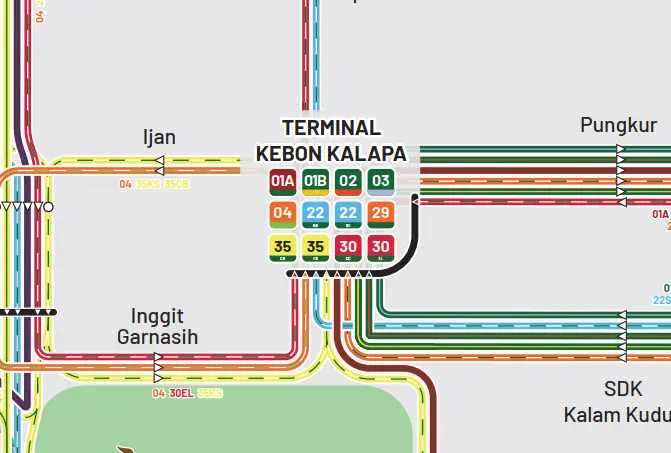 04
TERMINAL
KEBON KALAPA
Ijan
Pungkur
01A 01B 02 03
04 35KS 35CB
04 22 22 29
35 35 30 30
01A
Inggit
Garnasih
22S
04 30EL 35KS
SDK
Kalam Kudu